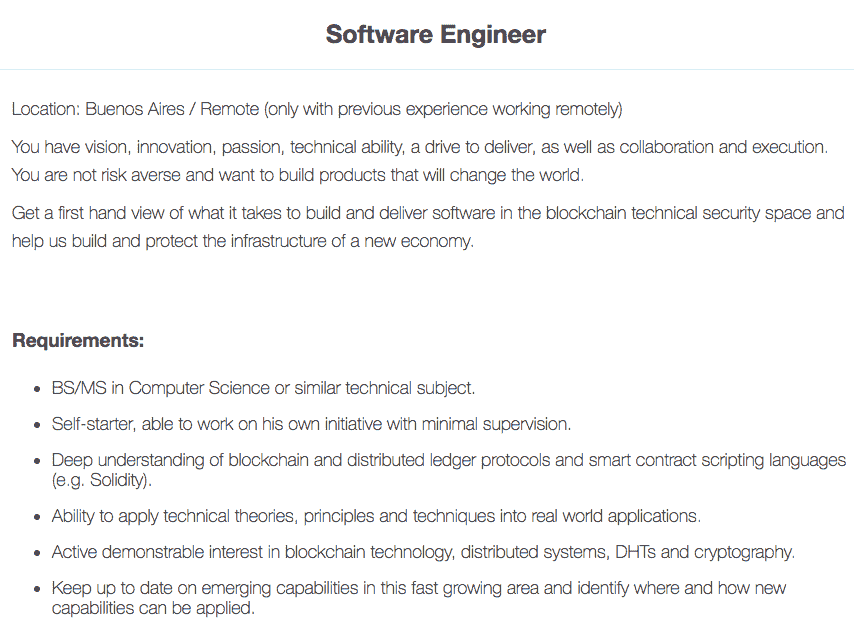 Software Engineer
Location: Buenos Aires / Remote (only with previous experience working remotely)
You have vision, innovation, passion, technical ability, a drive to deliver, as well as collaboration and execution.
You are not risk averse and want to build products that will change the world.
Get a first hand view of what it takes to build and deliver software in the blockchain technical security space and
help us build and protect the infrastructure of a new economy.
Requirements:
• BS/MS in Computer Science or similar technical subject.
• Self-starter, able to work on his own initiative with minimal supervision.
• Deep understanding of blockchain and distributed ledger protocols and smart contract scripting languages
(e.g. Solidity).
• Ability to apply technical theories, principles and techniques into real world applications.
• Active demonstrable interest in blockchain technology, distributed systems, DHTs and cryptography.
• Keep up to date on emerging capabilities in this fast growing area and identify where and how new
capabilities can be applied.